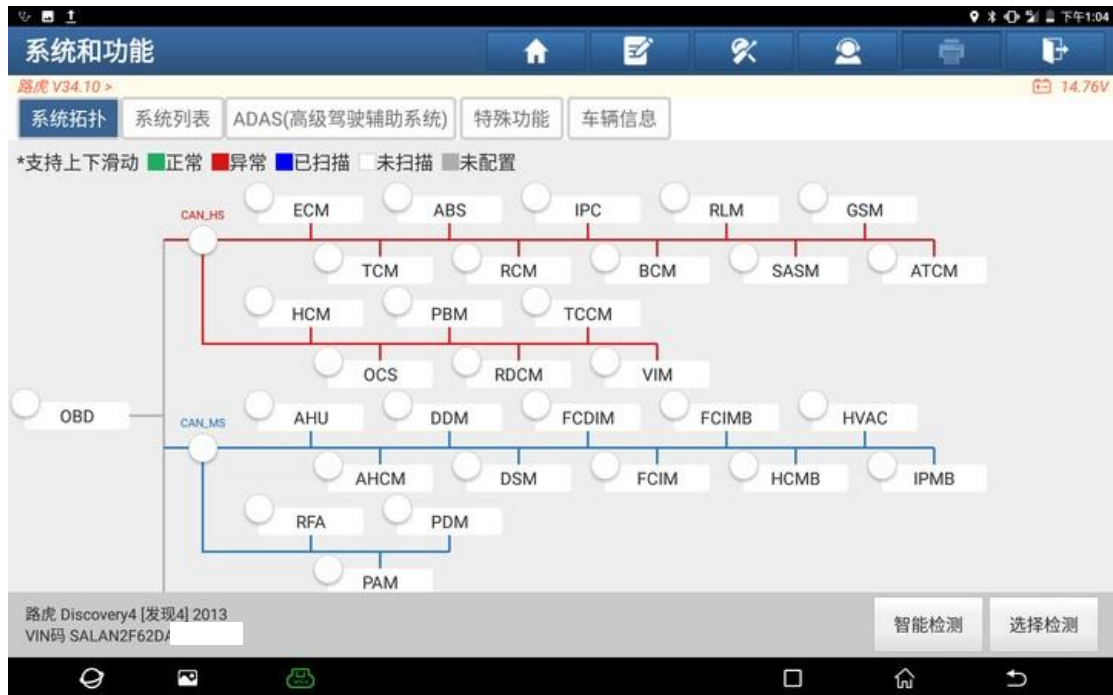 下午1:04
系统和功能
路虎 V34.10 >
14.76V
系统拓扑 系统列表 ADAS(高级驾驶辅助系统) 特殊功能 车辆信息
*支持上下滑动 正常 异常 已扫描 未扫描 未配置
CAN_HS
ECM ABS IPC RLM GSM
TCM RCM BCM SASM ATCM
HCM PBM TCCM
OCS RDCM VIM
OBD
CAN_MS
AHU DDM FCDIM FCIMB HVAC
AHCM DSM FCIM HCMB IPMB
RFA PDM
PAM
路虎 Discovery4 [发现4] 2013
VIN码 SALAN2F62DA
智能检测 选择检测